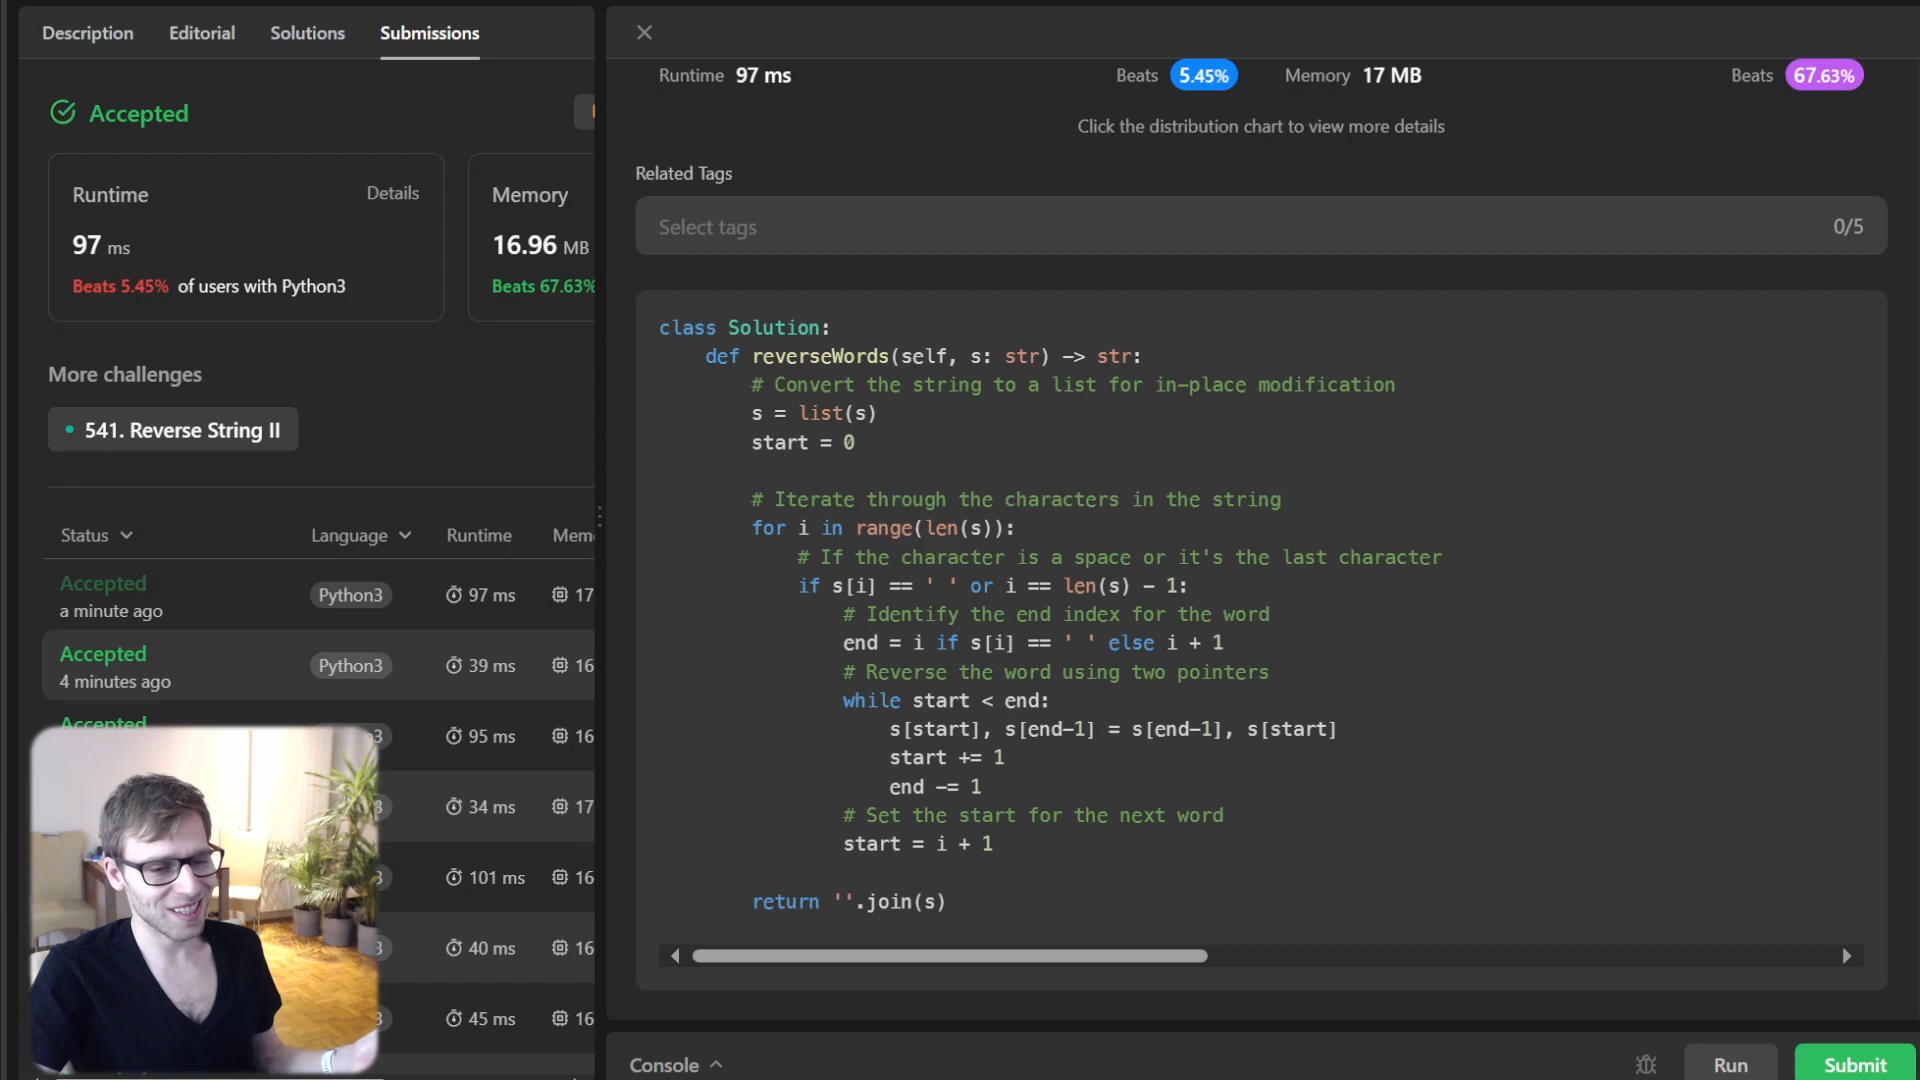 Description Editorial Solutions Submissions
Accepted
Runtime Details
97 ms
Beats 5.45% of users with Python3
Memory
16.96 MB
Beats 67.63%
More challenges
541. Reverse String II
Status Language Runtime Mem
Accepted
a minute ago
Python3 97 ms 17
Accepted
4 minutes ago
Python3 39 ms 16
Accepted
3 95 ms 16
3 34 ms 17
3 101 ms 16
3 40 ms 16
3 45 ms 16
Runtime 97 ms Beats 5.45% Memory 17 MB Beats 67.63%
Click the distribution chart to view more details
Related Tags
Select tags 0/5
class Solution:
def reverseWords(self, s: str) -> str:
# Convert the string to a list for in-place modification
s = list(s)
start = 0
# Iterate through the characters in the string
for i in range(len(s)):
# If the character is a space or it's the last character
if s[i] == ' ' or i == len(s) - 1:
# Identify the end index for the word
end = i if s[i] == ' ' else i + 1
# Reverse the word using two pointers
while start < end:
s[start], s[end-1] = s[end-1], s[start]
start += 1
end -= 1
# Set the start for the next word
start = i + 1
return ''.join(s)
Console Run Submit